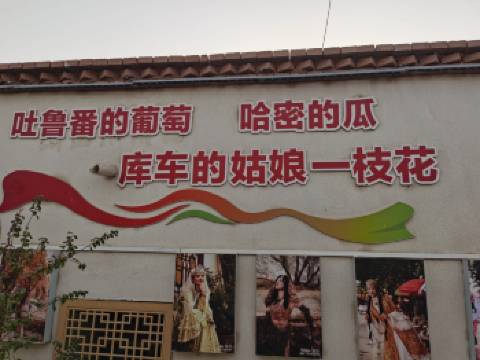 吐鲁番的葡萄 哈密的瓜
库车的姑娘一枝花